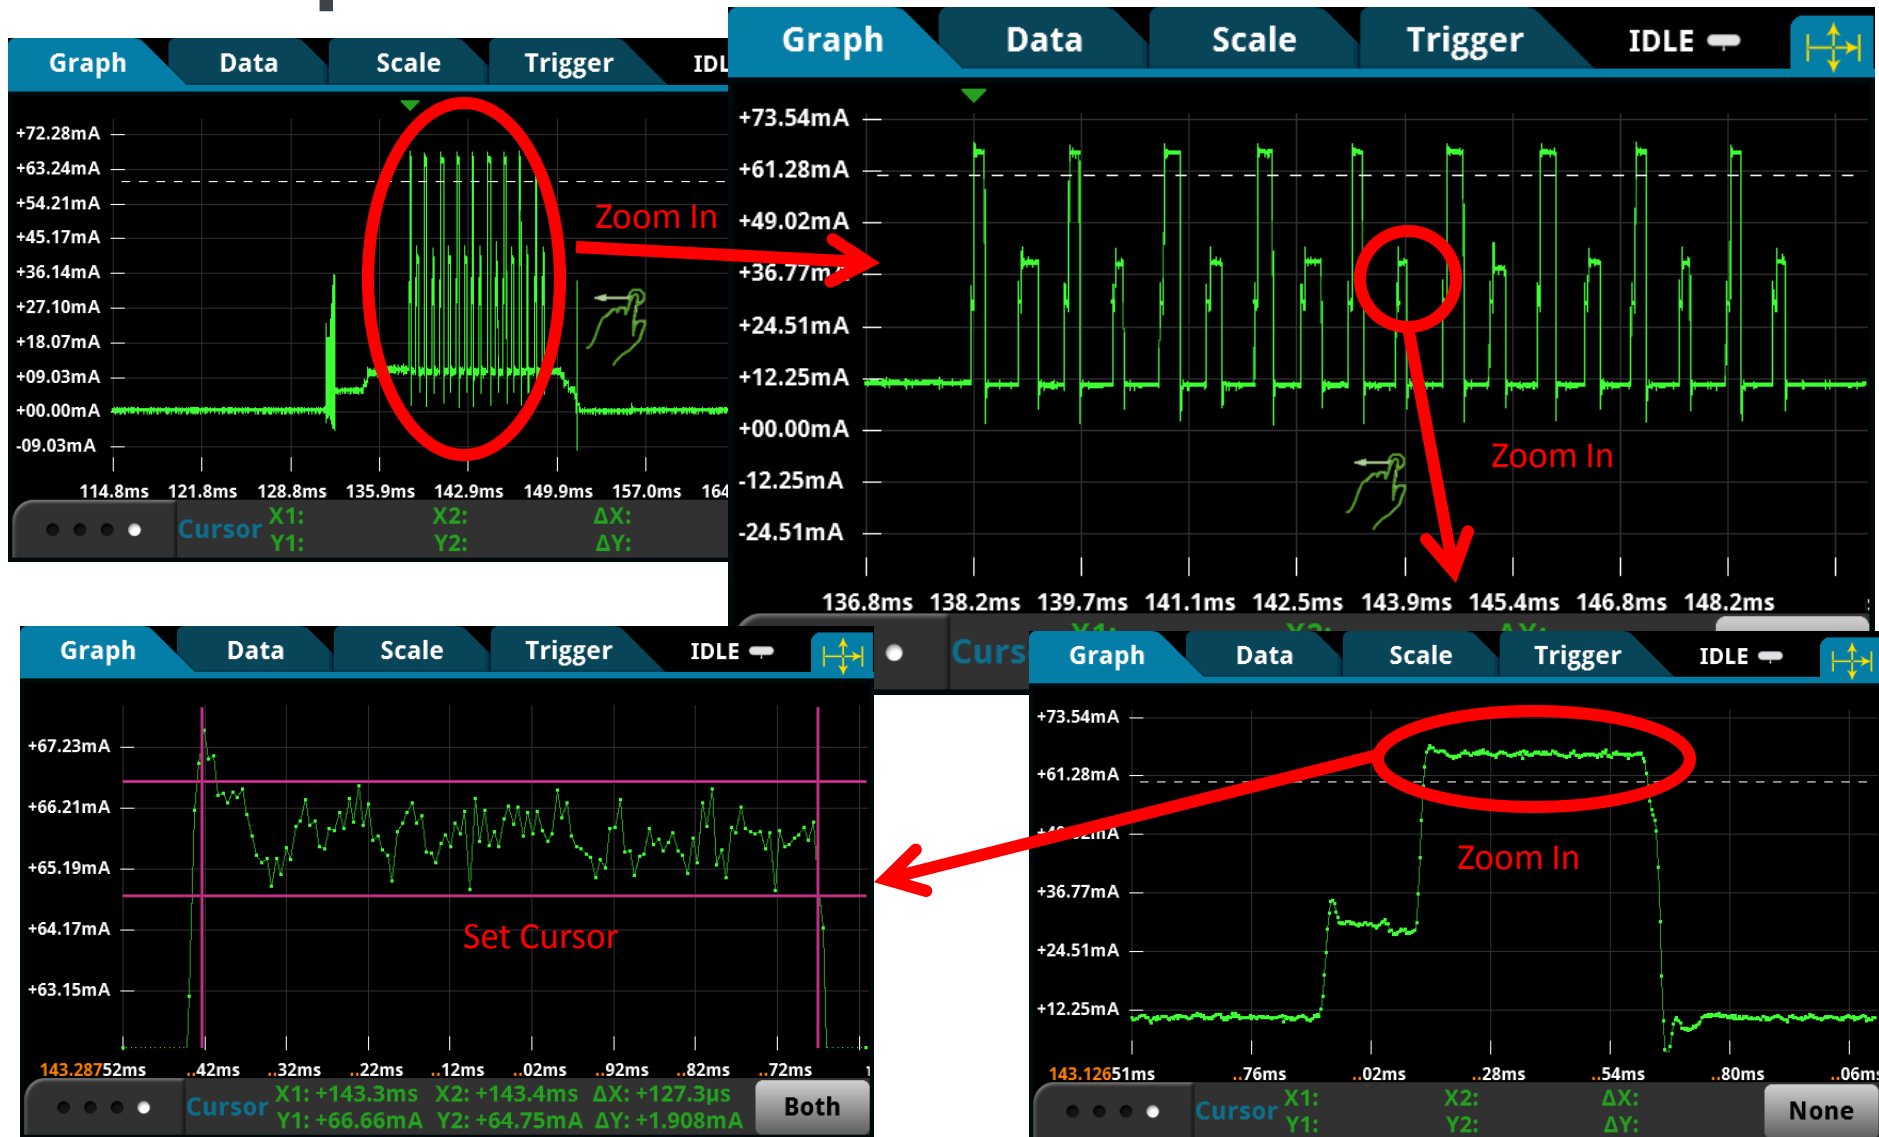 Graph Data Scale Trigger IDL
+72.28mA
+63.24mA
+54.21mA
+45.17mA
+36.14mA
+27.10mA
+18.07mA
+09.03mA
+00.00mA
-09.03mA
114.8ms 121.8ms 128.8ms 135.9ms 142.9ms 149.9ms 157.0ms 164
Cursor
X1: X2: ΔX:
Y1: Y2: ΔY:
Zoom In
Graph Data Scale Trigger IDLE
+73.54mA
+61.28mA
+49.02mA
+36.77mA
+24.51mA
+12.25mA
+00.00mA
-12.25mA
-24.51mA
Zoom In
136.8ms 138.2ms 139.7ms 141.1ms 142.5ms 143.9ms 145.4ms 146.8ms 148.2ms
Curs
X1: X2: ΔX:
Graph Data Scale Trigger IDLE
+67.23mA
+66.21mA
+65.19mA
+64.17mA
+63.15mA
Set Cursor
143.28752ms ..42ms ..32ms ..22ms ..12ms ..02ms ..92ms ..82ms ..72ms
Cursor
X1: +143.3ms X2: +143.4ms ΔX: +127.3µs
Y1: +66.66mA Y2: +64.75mA ΔY: +1.908mA
Both
Graph Data Scale Trigger IDLE
+73.54mA
+61.28mA
+36.77mA
+24.51mA
+12.25mA
Zoom In
143.12651ms ..76ms ..02ms ..28ms ..54ms ..80ms ..06ms
Cursor
X1: X2: ΔX:
Y1: Y2: ΔY:
None